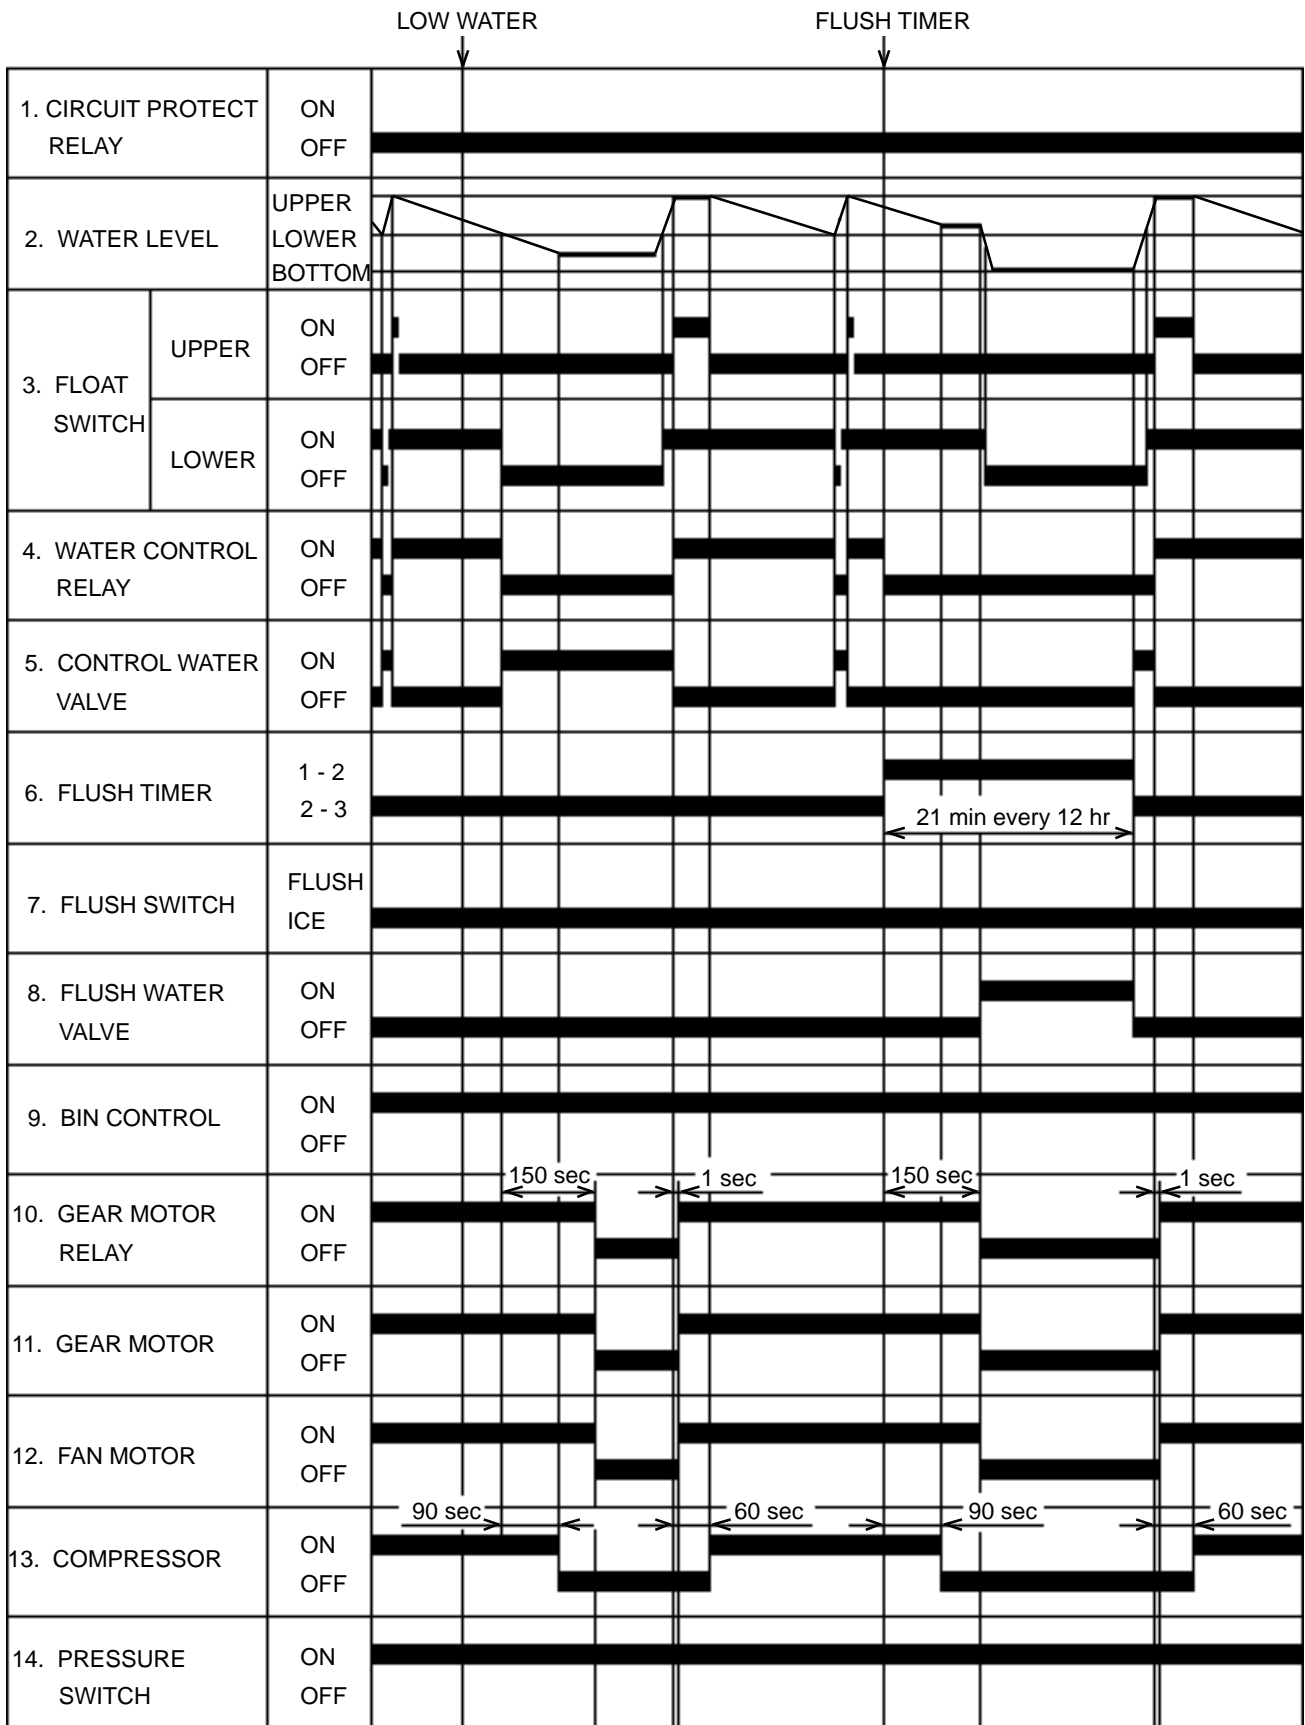 LOW WATER
FLUSH TIMER
1. CIRCUIT PROTECT
RELAY
ON
OFF
2. WATER LEVEL
UPPER
LOWER
BOTTOM
3. FLOAT
SWITCH
UPPER
ON
OFF
LOWER
ON
OFF
4. WATER CONTROL
RELAY
ON
OFF
5. CONTROL WATER
VALVE
ON
OFF
6. FLUSH TIMER
1 - 2
2 - 3
21 min every 12 hr
7. FLUSH SWITCH
FLUSH
ICE
8. FLUSH WATER
VALVE
ON
OFF
9. BIN CONTROL
ON
OFF
10. GEAR MOTOR
RELAY
ON
OFF
150 sec
1 sec
150 sec
1 sec
11. GEAR MOTOR
ON
OFF
12. FAN MOTOR
ON
OFF
13. COMPRESSOR
ON
OFF
90 sec
60 sec
90 sec
60 sec
14. PRESSURE
SWITCH
ON
OFF